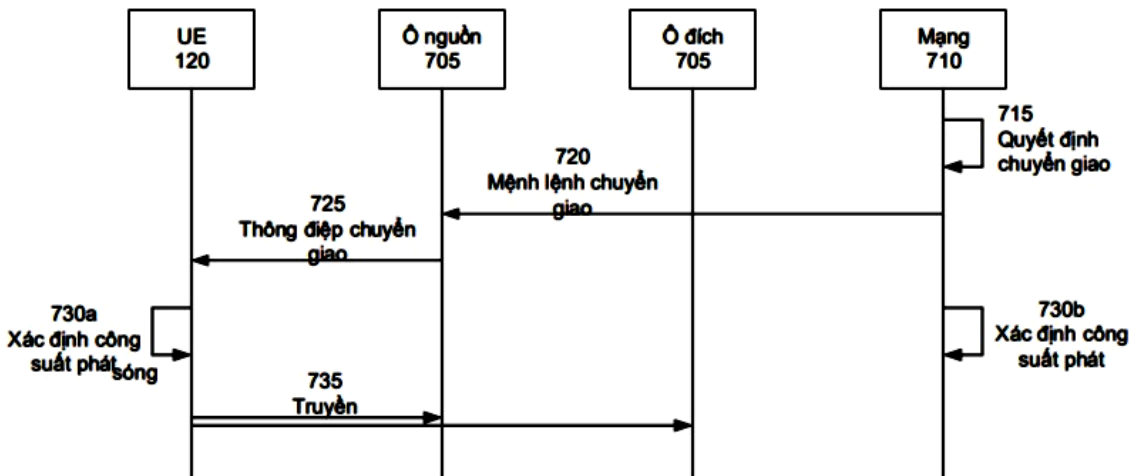 UE
120
Ô nguồn
705
Ô đích
705
Mạng
710
715
Quyết định
chuyển giao
720
Mệnh lệnh chuyển
giao
725
Thông điệp chuyển
giao
730a
Xác định công
suất phát
sóng
730b
Xác định công
suất phát
735
Truyền